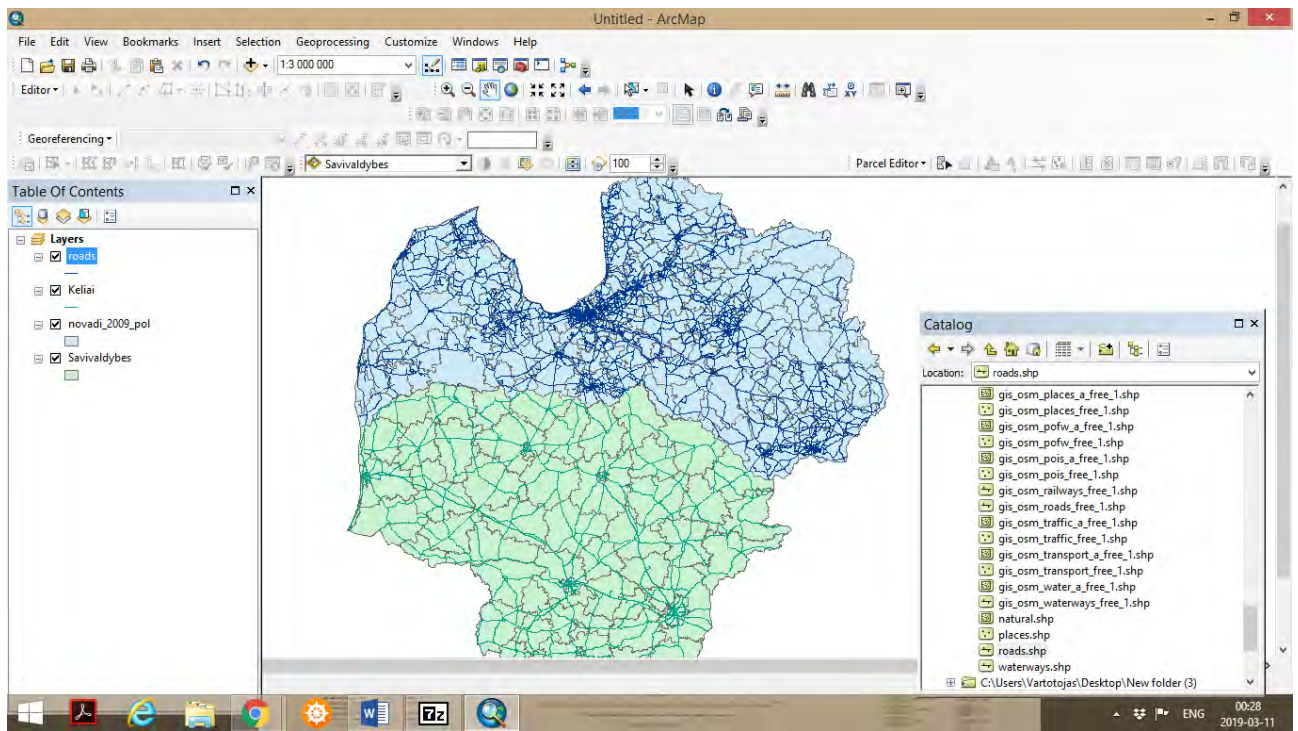 Untitled - ArcMap
File Edit View Bookmarks Insert Selection Geoprocessing Customize Windows Help
1:3 000 000
Editor
Georeferencing
Savivaldybes 100 Parcel Editor
Table Of Contents
Layers
roads
Keliai
novadi_2009_pol
Savivaldybes
Catalog
Location: roads.shp
gis_osm_places_a_free_1.shp
gis_osm_places_free_1.shp
gis_osm_pofw_a_free_1.shp
gis_osm_pofw_free_1.shp
gis_osm_pois_a_free_1.shp
gis_osm_pois_free_1.shp
gis_osm_railways_free_1.shp
gis_osm_roads_free_1.shp
gis_osm_traffic_a_free_1.shp
gis_osm_traffic_free_1.shp
gis_osm_transport_a_free_1.shp
gis_osm_transport_free_1.shp
gis_osm_water_a_free_1.shp
gis_osm_waterways_free_1.shp
natural.shp
places.shp
roads.shp
waterways.shp
C:\Users\Vartotojas\Desktop\New folder (3)
7z
ENG
00:28
2019-03-11